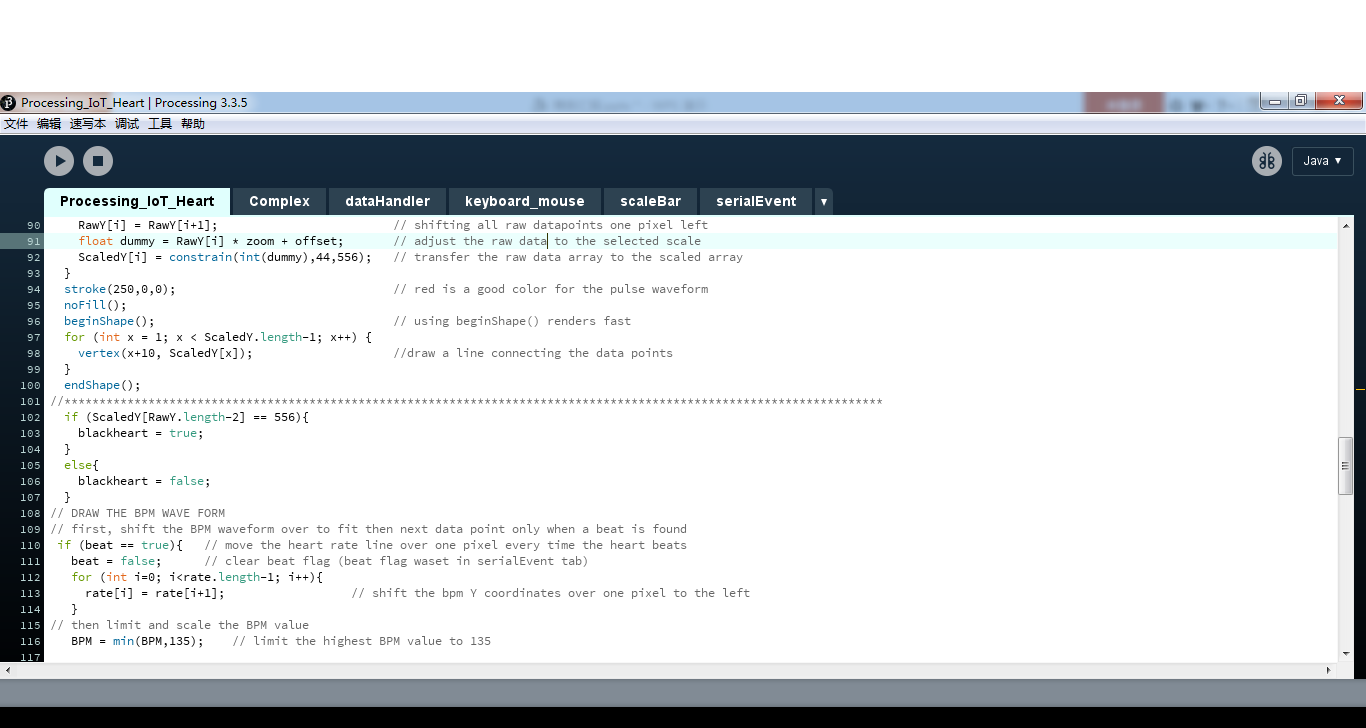 Processing_IoT_Heart | Processing 3.3.5
文件 编辑 速写本 调试 工具 帮助
Java ▼
Processing_IoT_Heart Complex dataHandler keyboard_mouse scaleBar serialEvent ▼
90 RawY[i] = RawY[i+1]; // shifting all raw datapoints one pixel left
91 float dummy = RawY[i] * zoom + offset; // adjust the raw data to the selected scale
92 ScaledY[i] = constrain(int(dummy),44,556); // transfer the raw data array to the scaled array
93 }
94 stroke(250,0,0); // red is a good color for the pulse waveform
95 noFill();
96 beginShape(); // using beginShape() renders fast
97 for (int x = 1; x < ScaledY.length-1; x++) {
98 vertex(x+10, ScaledY[x]); //draw a line connecting the data points
99 }
100 endShape();
101 //*********************************************************************************************************************
102 if (ScaledY[RawY.length-2] == 556){
103 blackheart = true;
104 }
105 else{
106 blackheart = false;
107 }
108 // DRAW THE BPM WAVE FORM
109 // first, shift the BPM waveform over to fit then next data point only when a beat is found
110 if (beat == true){ // move the heart rate line over one pixel every time the heart beats
111 beat = false; // clear beat flag (beat flag waset in serialEvent tab)
112 for (int i=0; i<rate.length-1; i++){
113 rate[i] = rate[i+1]; // shift the bpm Y coordinates over one pixel to the left
114 }
115 // then limit and scale the BPM value
116 BPM = min(BPM,135); // limit the highest BPM value to 135
117